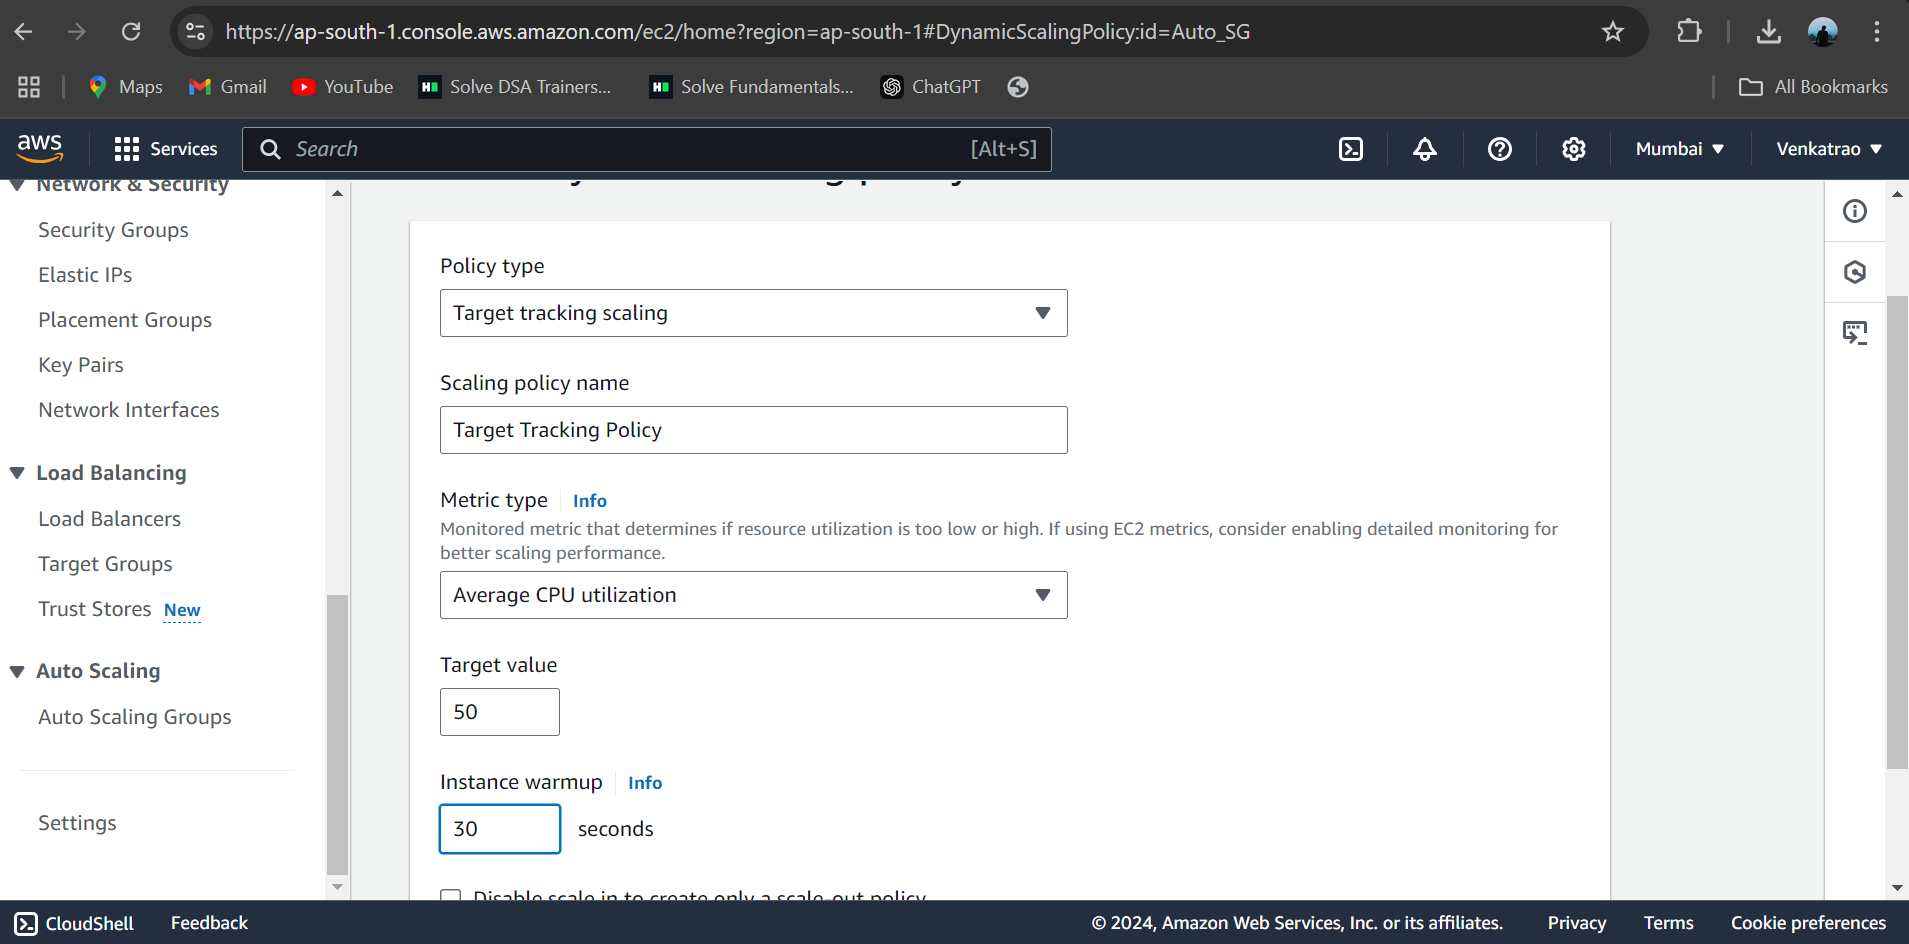 https://ap-south-1.console.aws.amazon.com/ec2/home?region=ap-south-1#DynamicScalingPolicy:id=Auto_SG
Maps
Gmail
YouTube
Solve DSA Trainers...
Solve Fundamentals...
ChatGPT
All Bookmarks
aws
Services
Search
[Alt+S]
Mumbai
Venkatrao
Network & Security
Security Groups
Elastic IPs
Placement Groups
Key Pairs
Network Interfaces
Load Balancing
Load Balancers
Target Groups
Trust Stores New
Auto Scaling
Auto Scaling Groups
Settings
Policy type
Target tracking scaling
Scaling policy name
Target Tracking Policy
Metric type Info
Monitored metric that determines if resource utilization is too low or high. If using EC2 metrics, consider enabling detailed monitoring for
better scaling performance.
Average CPU utilization
Target value
50
Instance warmup Info
30 seconds
Disable scale in to create only a scale-out policy
CloudShell
Feedback
© 2024, Amazon Web Services, Inc. or its affiliates.
Privacy
Terms
Cookie preferences